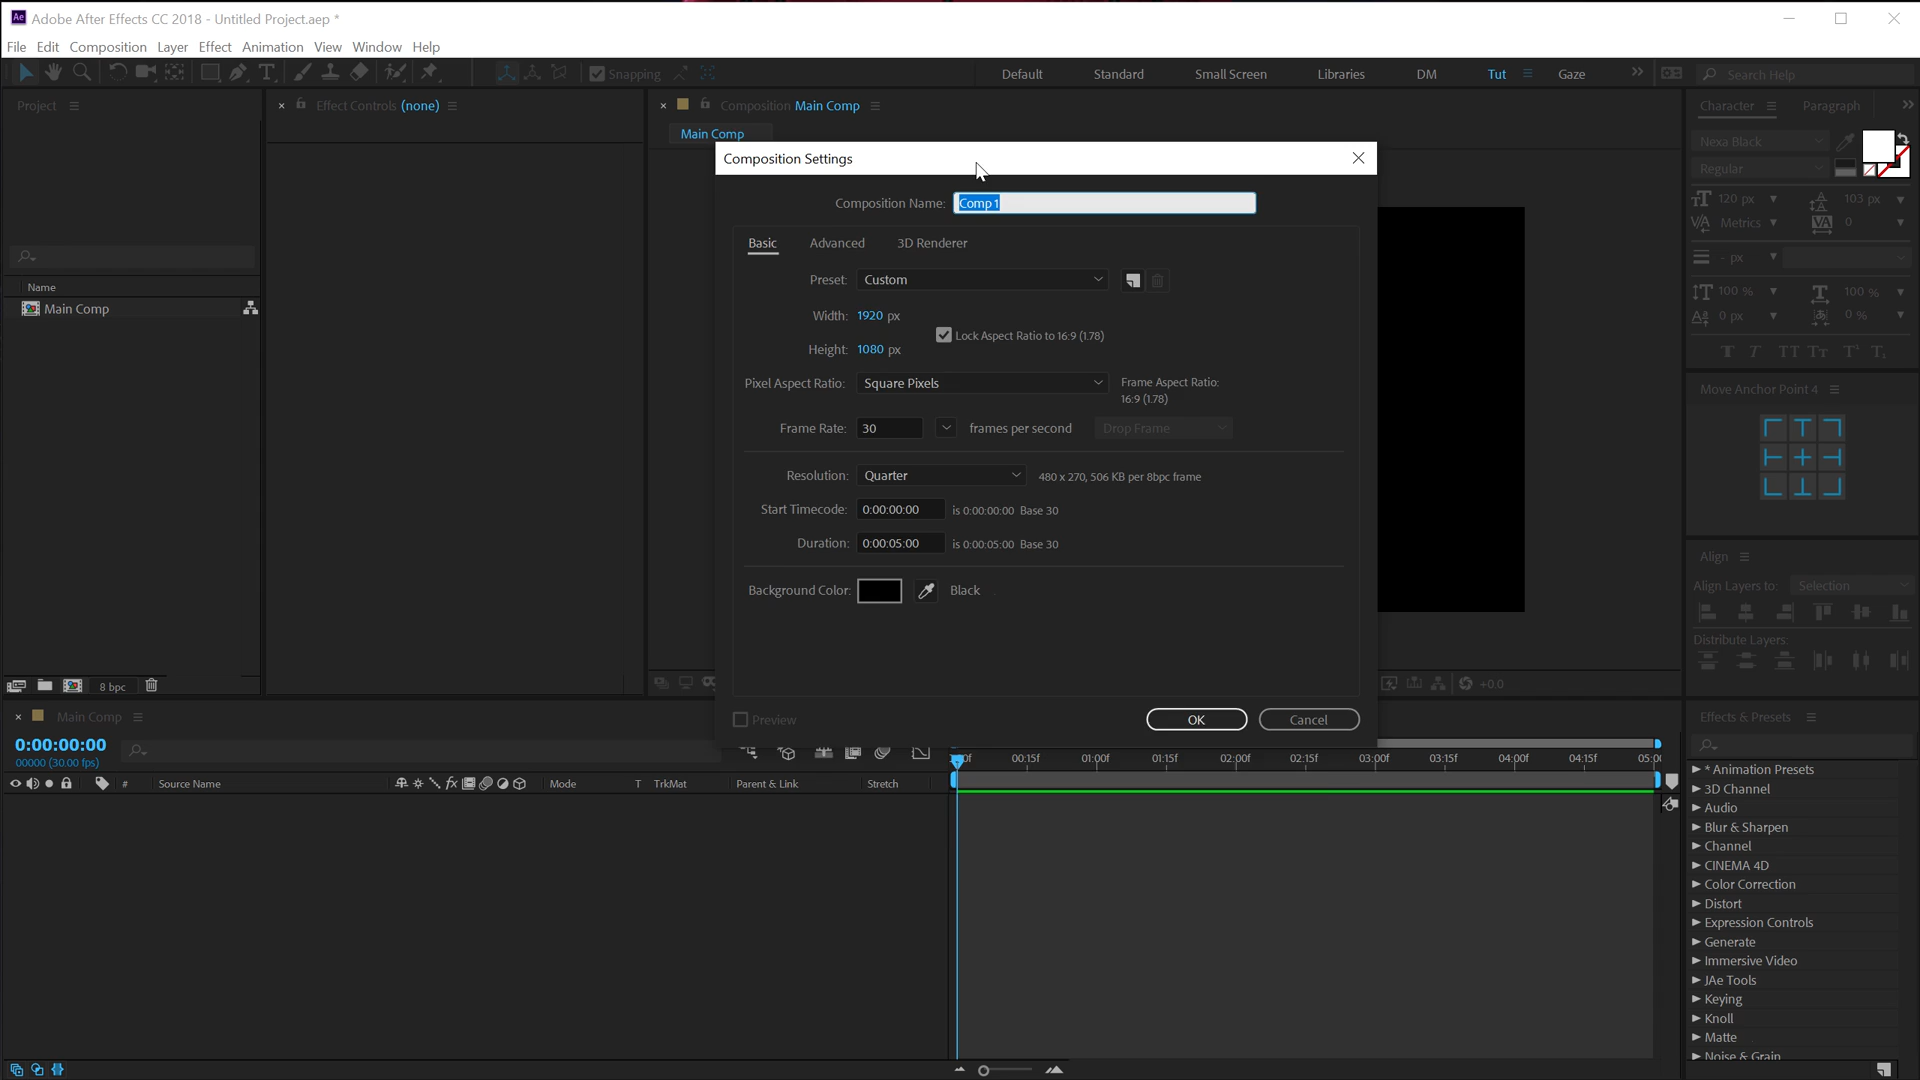 Adobe After Effects CC 2018 - Untitled Project.aep *
File Edit Composition Layer Effect Animation View Window Help
Snapping
Default Standard Small Screen Libraries DM Tut Gaze Search Help
Project
Effect Controls (none)
Composition Main Comp
Main Comp
Character Paragraph
Nexa Black
Regular
120 px 103 px
Metrics 0
- px
100 % 100 %
0 px 0 %
Move Anchor Point 4
Align
Align Layers to: Selection
Distribute Layers:
Name
Main Comp
8 bpc
Composition Settings
Composition Name: Comp 1
Basic Advanced 3D Renderer
Preset: Custom
Width: 1920 px
Lock Aspect Ratio to 16:9 (1.78)
Height: 1080 px
Pixel Aspect Ratio: Square Pixels
Frame Aspect Ratio:
16:9 (1.78)
Frame Rate: 30 frames per second Drop Frame
Resolution: Quarter 480 x 270, 506 KB per 8bpc frame
Start Timecode: 0:00:00:00 is 0:00:00:00 Base 30
Duration: 0:00:05:00 is 0:00:05:00 Base 30
Background Color: Black
Preview OK Cancel
+0.0
Main Comp
0:00:00:00
00000 (30.00 fps)
# Source Name Mode T TrkMat Parent & Link Stretch
00:15f 01:00f 01:15f 02:00f 02:15f 03:00f 03:15f 04:00f 04:15f
Effects & Presets
* Animation Presets
3D Channel
Audio
Blur & Sharpen
Channel
CINEMA 4D
Color Correction
Distort
Expression Controls
Generate
Immersive Video
JAe Tools
Keying
Knoll
Matte
Noise & Grain